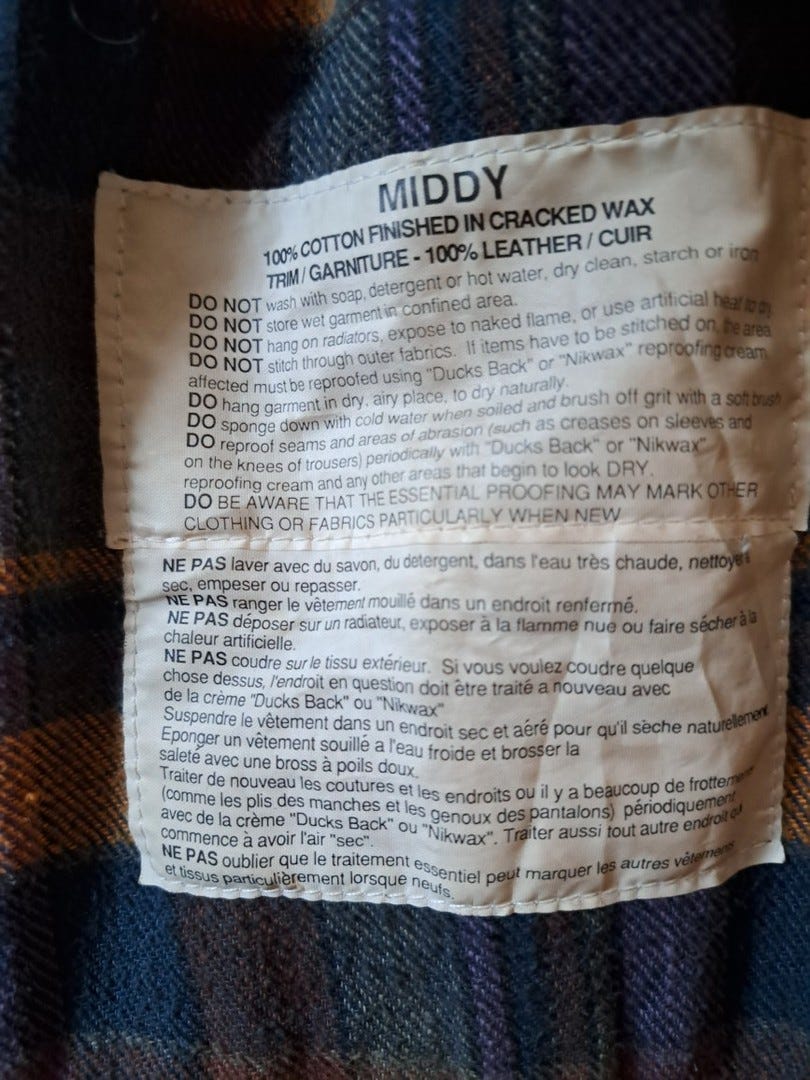 MIDDY
100% COTTON FINISHED IN CRACKED WAX
TRIM / GARNITURE - 100% LEATHER / CUIR
DO NOT wash with soap, detergent or hot water, dry clean, starch or iron
DO NOT store wet garment in confined area.
DO NOT hang on radiators, expose to naked flame, or use artificial heat to dry
DO NOT stitch through outer fabrics. If items have to be stitched on, the area
affected must be reproofed using "Ducks Back" or "Nikwax" reproofing cream
DO hang garment in dry, airy place, to dry naturally.
DO sponge down with cold water when soiled and brush off grit with a soft brush
DO reproof seams and areas of abrasion (such as creases on sleeves and
on the knees of trousers) periodically with "Ducks Back" or "Nikwax"
reproofing cream and any other areas that begin to look DRY.
DO BE AWARE THAT THE ESSENTIAL PROOFING MAY MARK OTHER
CLOTHING OR FABRICS PARTICULARLY WHEN NEW
NE PAS laver avec du savon, du detergent, dans l'eau très chaude, nettoyer à
sec, empeser ou repasser.
NE PAS ranger le vêtement mouillé dans un endroit renfermé.
NE PAS déposer sur un radiateur, exposer à la flamme nue ou faire sécher à la
chaleur artificielle.
NE PAS coudre sur le tissu extérieur. Si vous voulez coudre quelque
chose dessus, l'endroit en question doit être traité a nouveau avec
de la crème "Ducks Back" ou "Nikwax"
Suspendre le vêtement dans un endroit sec et aéré pour qu'il sèche naturellement
Eponger un vêtement souillé a l'eau froide et brosser la
saleté avec une bross à poils doux.
Traiter de nouveau les coutures et les endroits ou il y a beaucoup de frottement
(comme les plis des manches et les genoux des pantalons) périodiquement
avec de la crème "Ducks Back" ou "Nikwax". Traiter aussi tout autre endroit qui
commence à avoir l'air "sec".
NE PAS oublier que le traitement essentiel peut marquer les autres vêtements
et tissus particulièrement lorsque neufs.